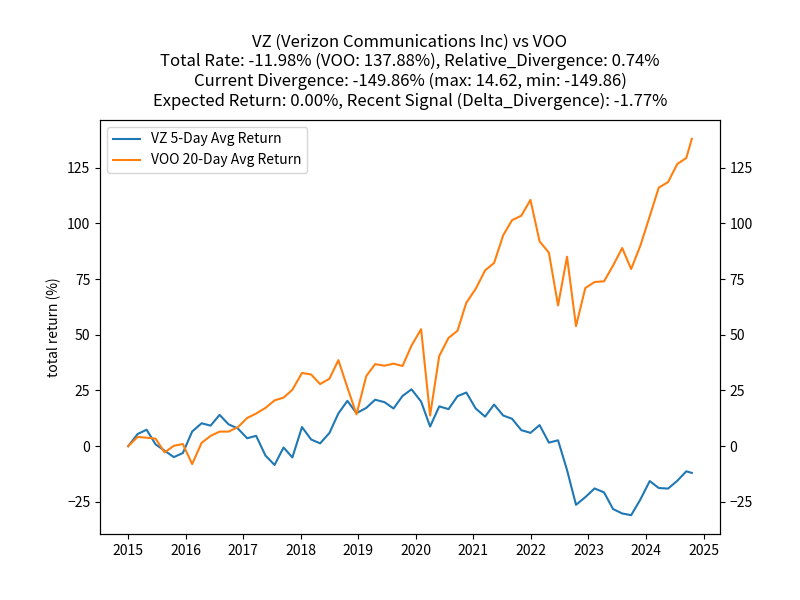 VZ (Verizon Communications Inc) vs VOO
Total Rate: -11.98% (VOO: 137.88%), Relative_Divergence: 0.74%
Current Divergence: -149.86% (max: 14.62, min: -149.86)
Expected Return: 0.00%, Recent Signal (Delta_Divergence): -1.77%
VZ 5-Day Avg Return
VOO 20-Day Avg Return
total return (%)
125
100
75
50
25
0
−25
125
100
75
50
25
0
−25
2015 2016 2017 2018 2019 2020 2021 2022 2023 2024 2025